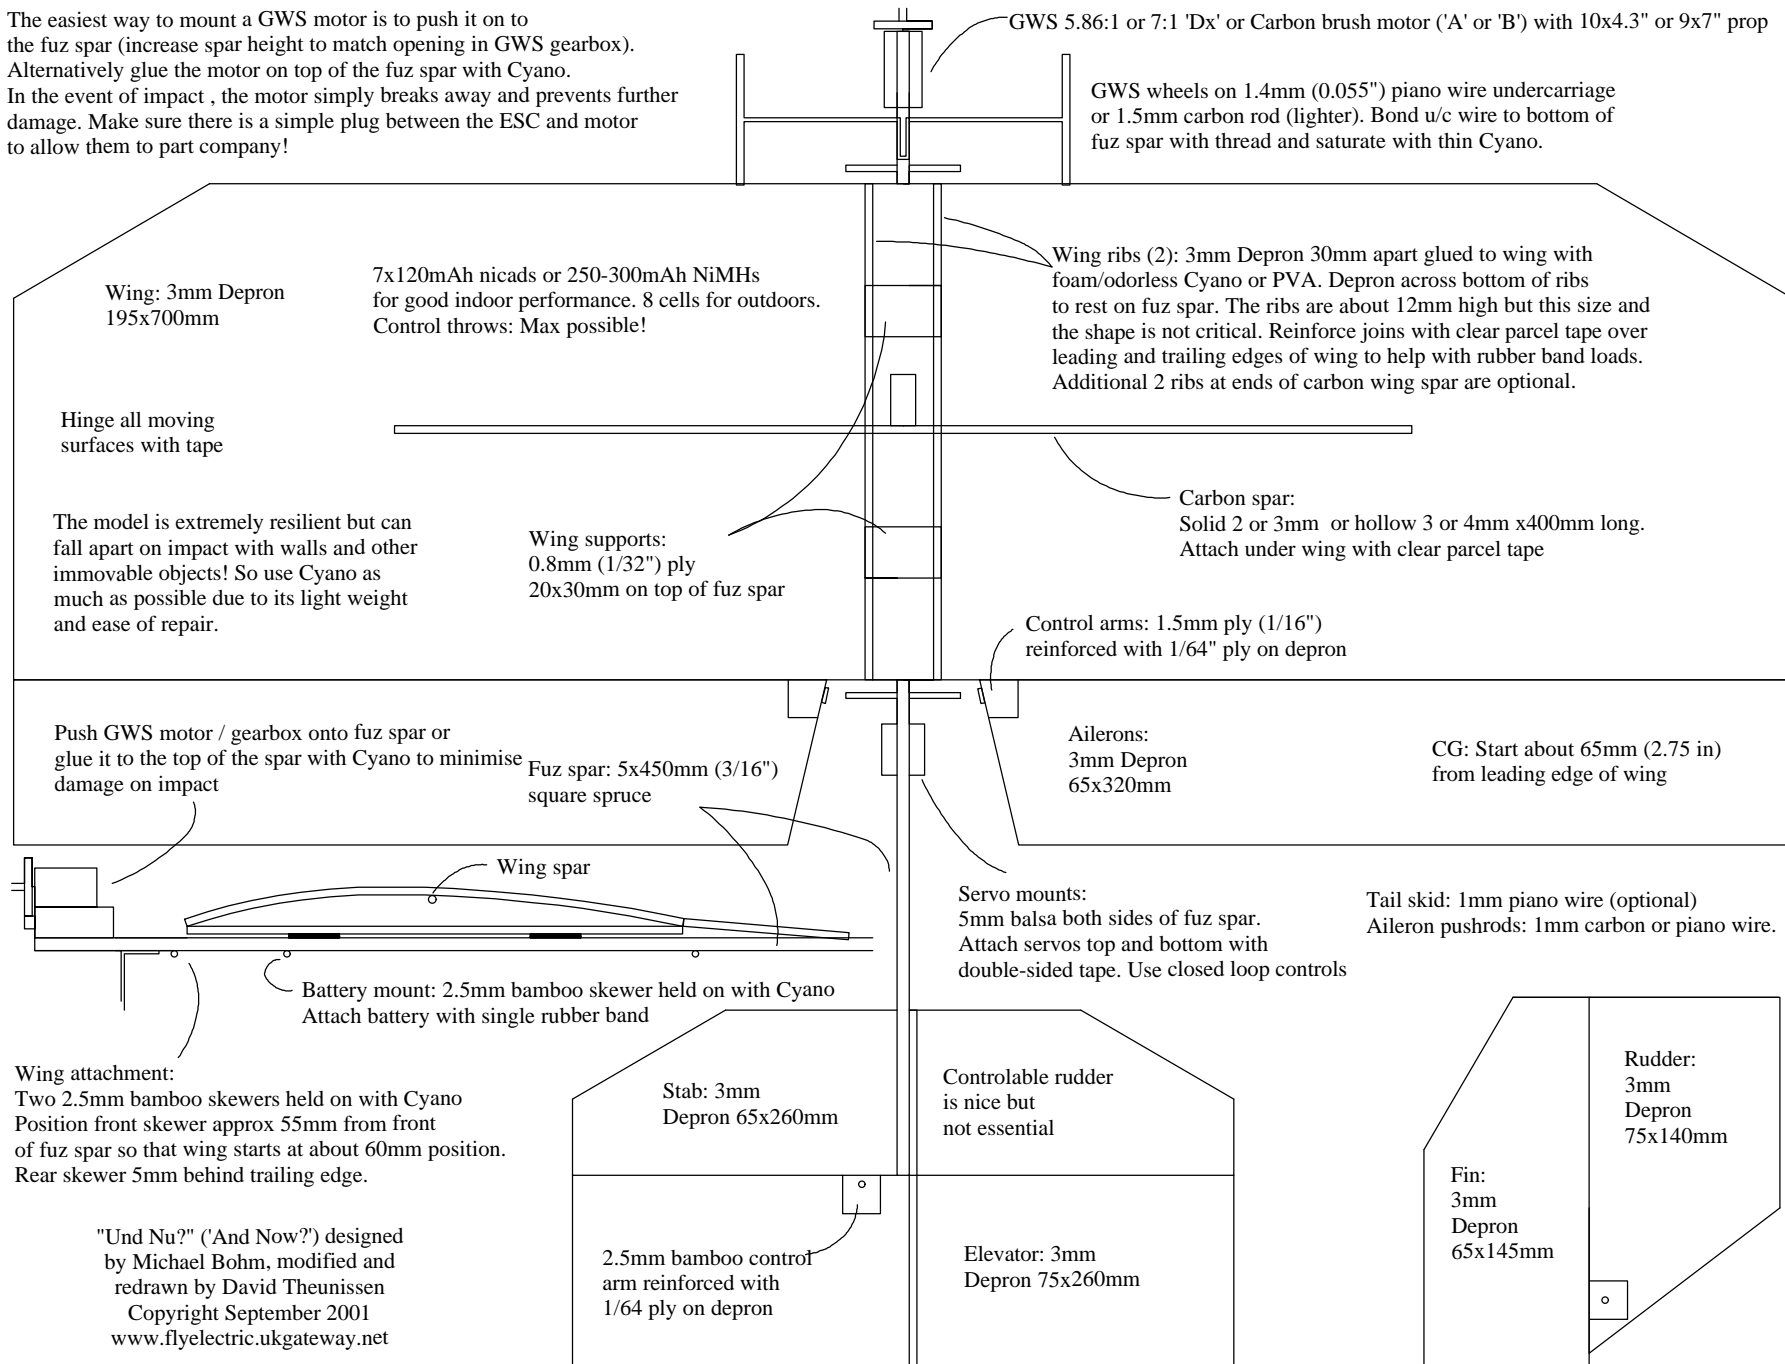 The easiest way to mount a GWS motor is to push it on to
the fuz spar (increase spar height to match opening in GWS gearbox).
Alternatively glue the motor on top of the fuz spar with Cyano.
In the event of impact , the motor simply breaks away and prevents further
damage. Make sure there is a simple plug between the ESC and motor
to allow them to part company!
GWS 5.86:1 or 7:1 'Dx' or Carbon brush motor ('A' or 'B') with 10x4.3" or 9x7" prop
GWS wheels on 1.4mm (0.055") piano wire undercarriage
or 1.5mm carbon rod (lighter). Bond u/c wire to bottom of
fuz spar with thread and saturate with thin Cyano.
Wing: 3mm Depron
195x700mm
7x120mAh nicads or 250-300mAh NiMHs
for good indoor performance. 8 cells for outdoors.
Control throws: Max possible!
Wing ribs (2): 3mm Depron 30mm apart glued to wing with
foam/odorless Cyano or PVA. Depron across bottom of ribs
to rest on fuz spar. The ribs are about 12mm high but this size and
the shape is not critical. Reinforce joins with clear parcel tape over
leading and trailing edges of wing to help with rubber band loads.
Additional 2 ribs at ends of carbon wing spar are optional.
Hinge all moving
surfaces with tape
The model is extremely resilient but can
fall apart on impact with walls and other
immovable objects! So use Cyano as
much as possible due to its light weight
and ease of repair.
Wing supports:
0.8mm (1/32") ply
20x30mm on top of fuz spar
Carbon spar:
Solid 2 or 3mm or hollow 3 or 4mm x400mm long.
Attach under wing with clear parcel tape
Control arms: 1.5mm ply (1/16")
reinforced with 1/64" ply on depron
Push GWS motor / gearbox onto fuz spar or
glue it to the top of the spar with Cyano to minimise
damage on impact
Fuz spar: 5x450mm (3/16")
square spruce
Ailerons:
3mm Depron
65x320mm
CG: Start about 65mm (2.75 in)
from leading edge of wing
Wing spar
Servo mounts:
5mm balsa both sides of fuz spar.
Attach servos top and bottom with
double-sided tape. Use closed loop controls
Tail skid: 1mm piano wire (optional)
Aileron pushrods: 1mm carbon or piano wire.
Battery mount: 2.5mm bamboo skewer held on with Cyano
Attach battery with single rubber band
Wing attachment:
Two 2.5mm bamboo skewers held on with Cyano
Position front skewer approx 55mm from front
of fuz spar so that wing starts at about 60mm position.
Rear skewer 5mm behind trailing edge.
Stab: 3mm
Depron 65x260mm
Controlable rudder
is nice but
not essential
Rudder:
3mm
Depron
75x140mm
Fin:
3mm
Depron
65x145mm
"Und Nu?" ('And Now?') designed
by Michael Bohm, modified and
redrawn by David Theunissen
Copyright September 2001
www.flyelectric.ukgateway.net
2.5mm bamboo control
arm reinforced with
1/64 ply on depron
Elevator: 3mm
Depron 75x260mm